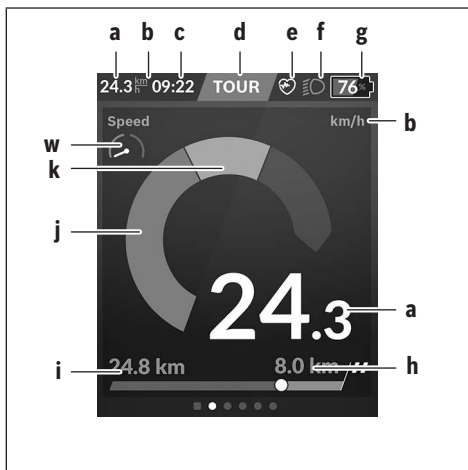 a b c d e f g
24.3 km/h 09:22 TOUR 76%
Speed km/h b
w
k
j
24.3 a
i 24.8 km 8.0 km h